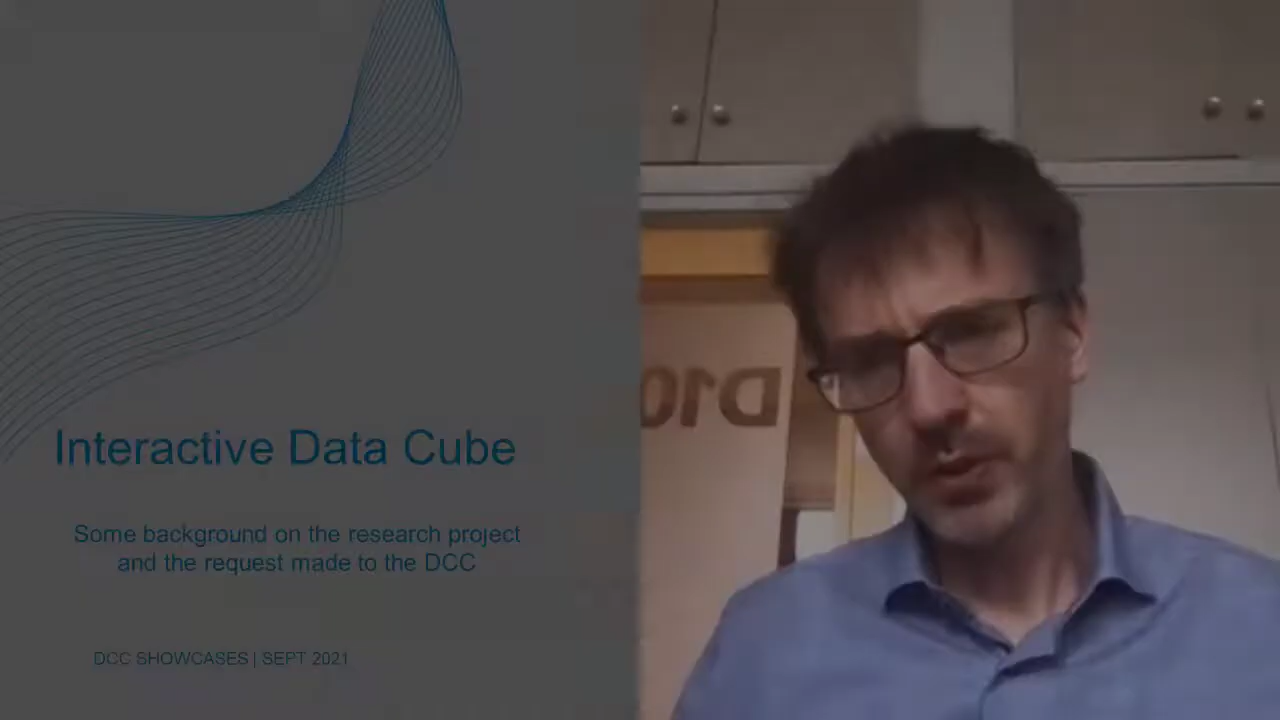 Interactive Data Cube
Some background on the research project
and the request made to the DCC
DCC SHOWCASES | SEPT 2021
D10